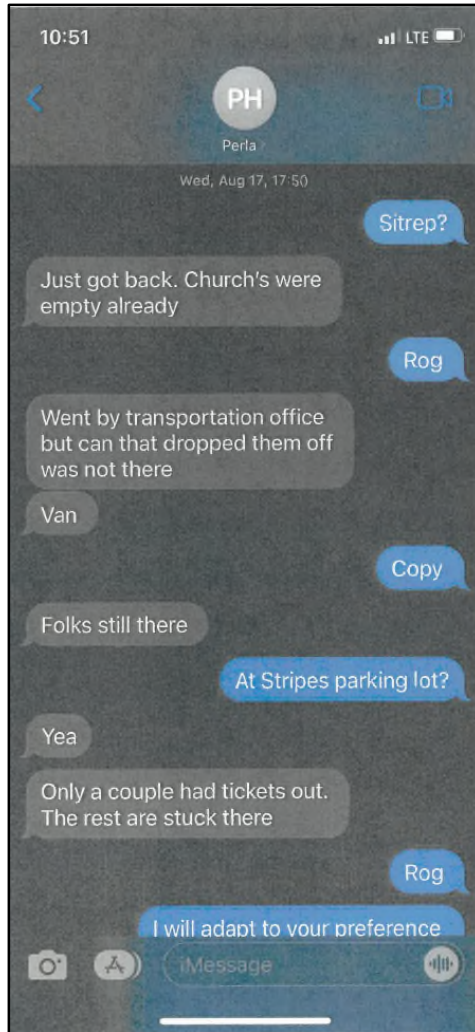 10:51
LTE
PH
Perla
Wed, Aug 17, 17:50
Sitrep?
Just got back. Church's were
empty already
Rog
Went by transportation office
but can that dropped them off
was not there
Van
Copy
Folks still there
At Stripes parking lot?
Yea
Only a couple had tickets out.
The rest are stuck there
Rog
I will adapt to your preference
iMessage